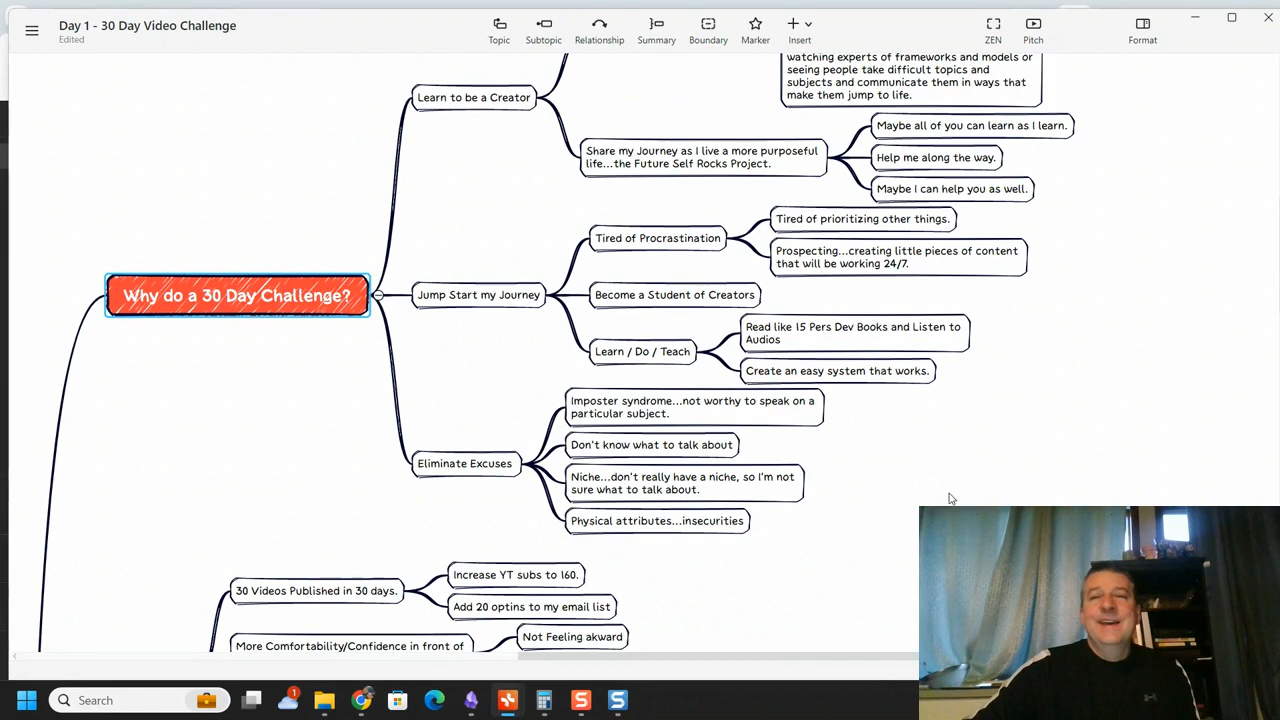 Day 1 - 30 Day Video Challenge
Edited
Topic
Subtopic
Relationship
Summary
Boundary
Marker
Insert
ZEN
Pitch
Format
watching experts of frameworks and models or
seeing people take difficult topics and
subjects and communicate them in ways that
make them jump to life.
Learn to be a Creator
Share my Journey as I live a more purposeful
life...the Future Self Rocks Project.
Maybe all of you can learn as I learn.
Help me along the way.
Maybe I can help you as well.
Why do a 30 Day Challenge?
Jump Start my Journey
Tired of Procrastination
Tired of prioritizing other things.
Prospecting...creating little pieces of content
that will be working 24/7.
Become a Student of Creators
Learn / Do / Teach
Read like 15 Pers Dev Books and Listen to
Audios
Create an easy system that works.
Eliminate Excuses
Imposter syndrome...not worthy to speak on a
particular subject.
Don't know what to talk about
Niche...don't really have a niche, so I'm not
sure what to talk about.
Physical attributes...insecurities
30 Videos Published in 30 days.
Increase YT subs to 160.
Add 20 optins to my email list
More Comfortability/Confidence in front of
Not Feeling akward
Search
1